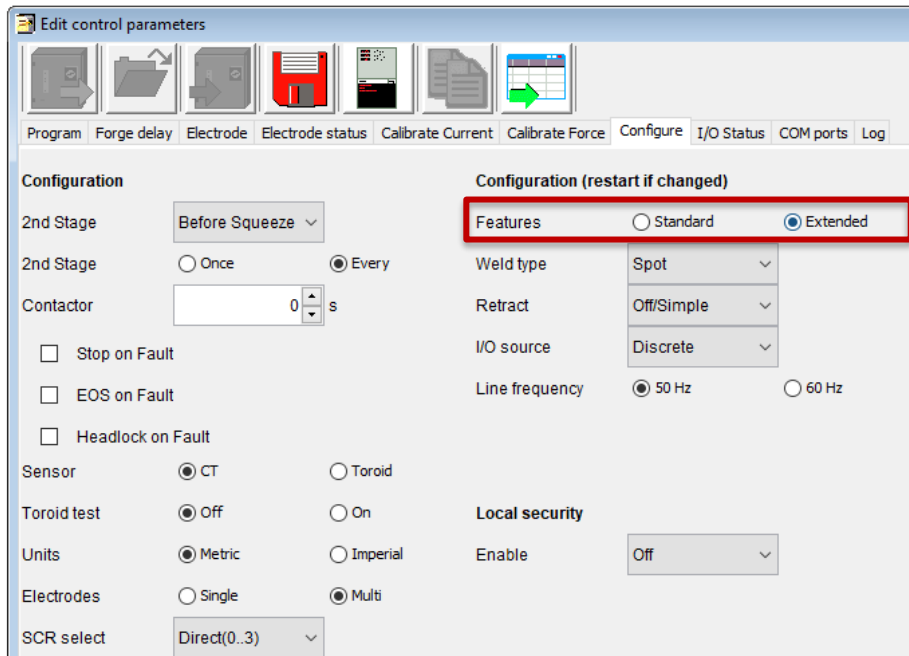 Edit control parameters
Program Forge delay Electrode Electrode status Calibrate Current Calibrate Force Configure I/O Status COM ports Log
Configuration
2nd Stage Before Squeeze
2nd Stage Once Every
Contactor 0 s
Stop on Fault
EOS on Fault
Headlock on Fault
Sensor CT Toroid
Toroid test Off On
Units Metric Imperial
Electrodes Single Multi
SCR select Direct(0..3)
Configuration (restart if changed)
Features Standard Extended
Weld type Spot
Retract Off/Simple
I/O source Discrete
Line frequency 50 Hz 60 Hz
Local security
Enable Off